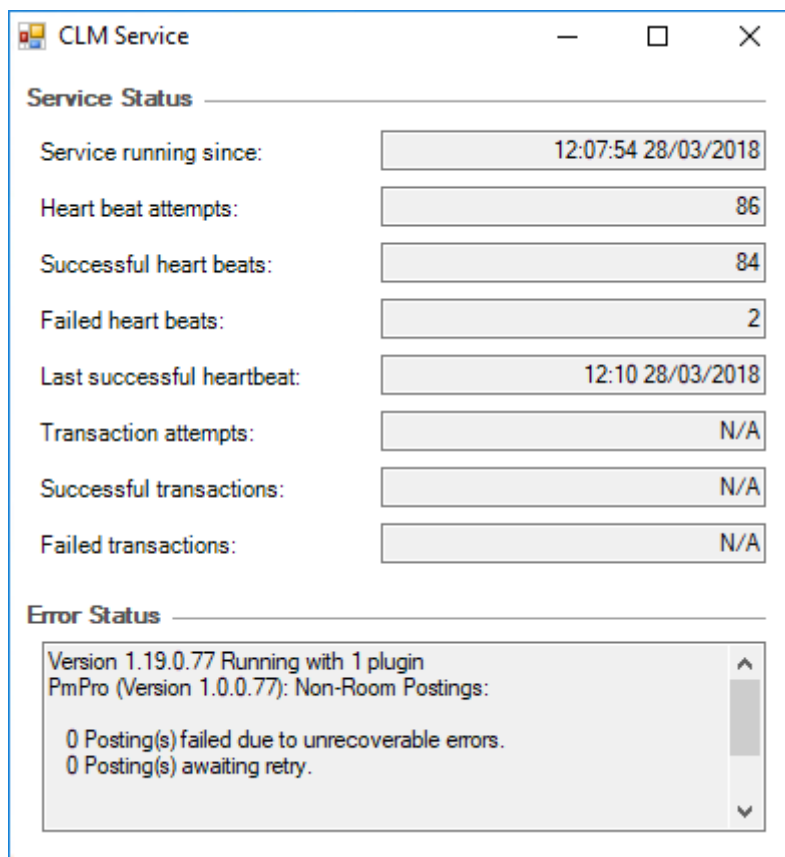 CLM Service
Service Status
Service running since: 12:07:54 28/03/2018
Heart beat attempts: 86
Successful heart beats: 84
Failed heart beats: 2
Last successful heartbeat: 12:10 28/03/2018
Transaction attempts: N/A
Successful transactions: N/A
Failed transactions: N/A
Error Status
Version 1.19.0.77 Running with 1 plugin
PmPro (Version 1.0.0.77): Non-Room Postings:
0 Posting(s) failed due to unrecoverable errors.
0 Posting(s) awaiting retry.